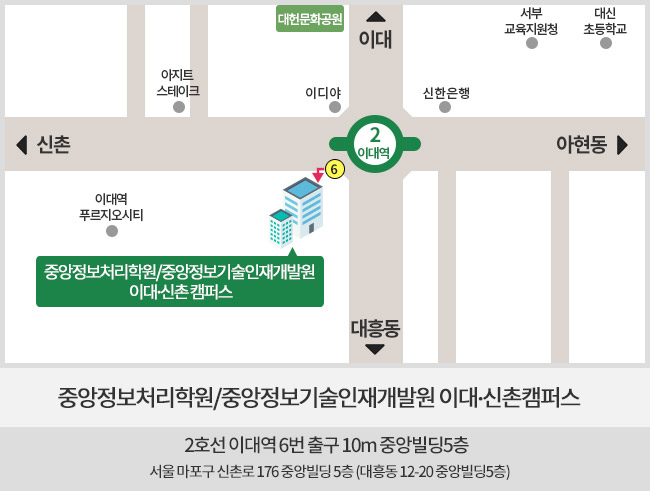 대헌문화공원
이대
서부
교육지원청
대신
초등학교
아지트
스테이크
이디야
신한은행
신촌
2
이대역
아현동
6
이대역
푸르지오시티
중앙정보처리학원/중앙정보기술인재개발원
이대·신촌 캠퍼스
대흥동
중앙정보처리학원/중앙정보기술인재개발원 이대·신촌캠퍼스
2호선 이대역 6번 출구 10m 중앙빌딩5층
서울 마포구 신촌로 176 중앙빌딩 5층 (대흥동 12-20 중앙빌딩5층)